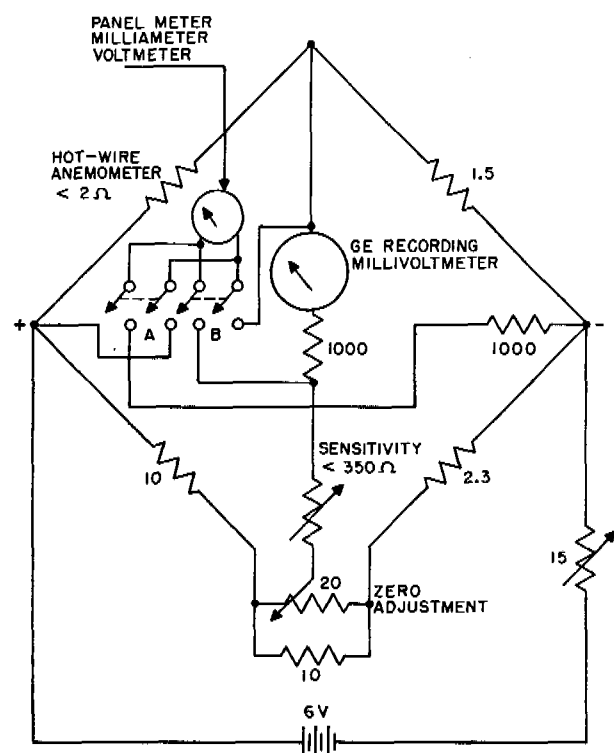 PANEL METER
MILLIAMETER
VOLTMETER
HOT-WIRE
ANEMOMETER
< 2Ω
1.5
GE RECORDING
MILLIVOLTMETER
+
A
B
1000
1000
-
SENSITIVITY
< 350Ω
10
2.3
15
20
ZERO
ADJUSTMENT
10
6V